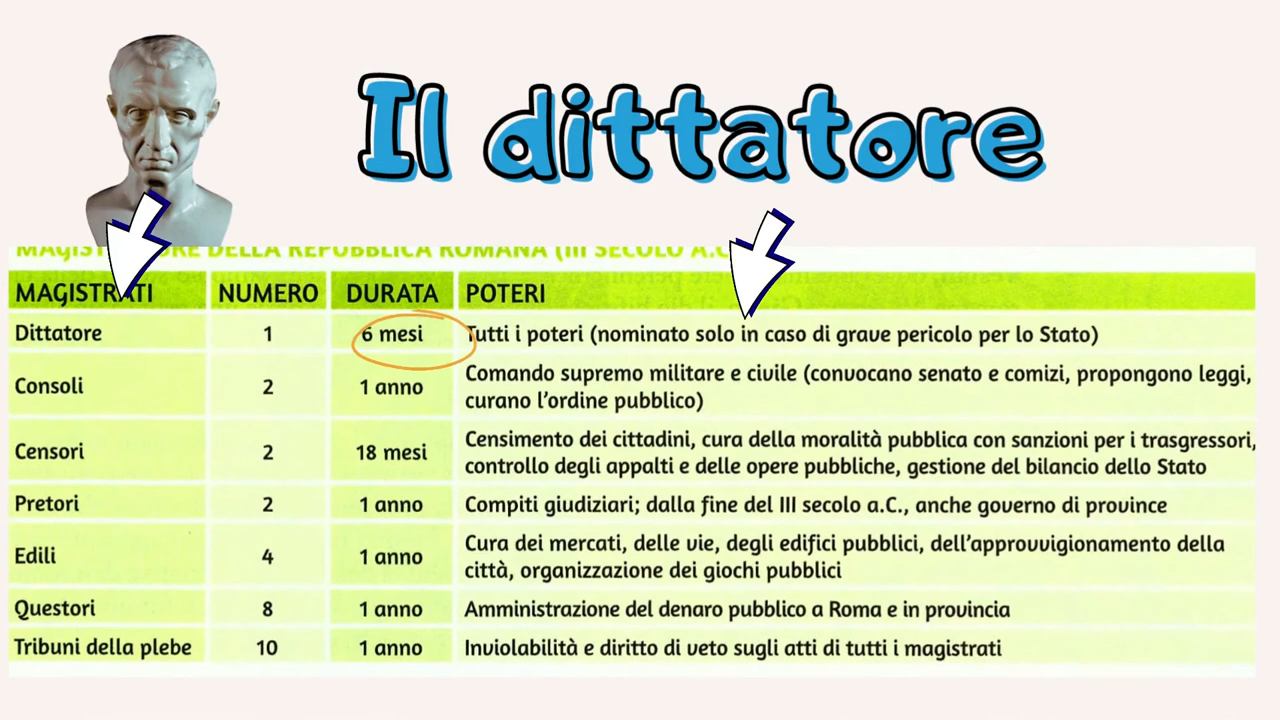 Il dittatore
MAGISTRATURE DELLA REPUBBLICA ROMANA (III SECOLO A.C.
MAGISTRATI NUMERO DURATA POTERI
Dittatore 1 6 mesi Tutti i poteri (nominato solo in caso di grave pericolo per lo Stato)
Consoli 2 1 anno Comando supremo militare e civile (convocano senato e comizi, propongono leggi,
curano l'ordine pubblico)
Censori 2 18 mesi Censimento dei cittadini, cura della moralità pubblica con sanzioni per i trasgressori,
controllo degli appalti e delle opere pubbliche, gestione del bilancio dello Stato
Pretori 2 1 anno Compiti giudiziari; dalla fine del III secolo a.C., anche governo di province
Edili 4 1 anno Cura dei mercati, delle vie, degli edifici pubblici, dell'approvvigionamento della
città, organizzazione dei giochi pubblici
Questori 8 1 anno Amministrazione del denaro pubblico a Roma e in provincia
Tribuni della plebe 10 1 anno Inviolabilità e diritto di veto sugli atti di tutti i magistrati